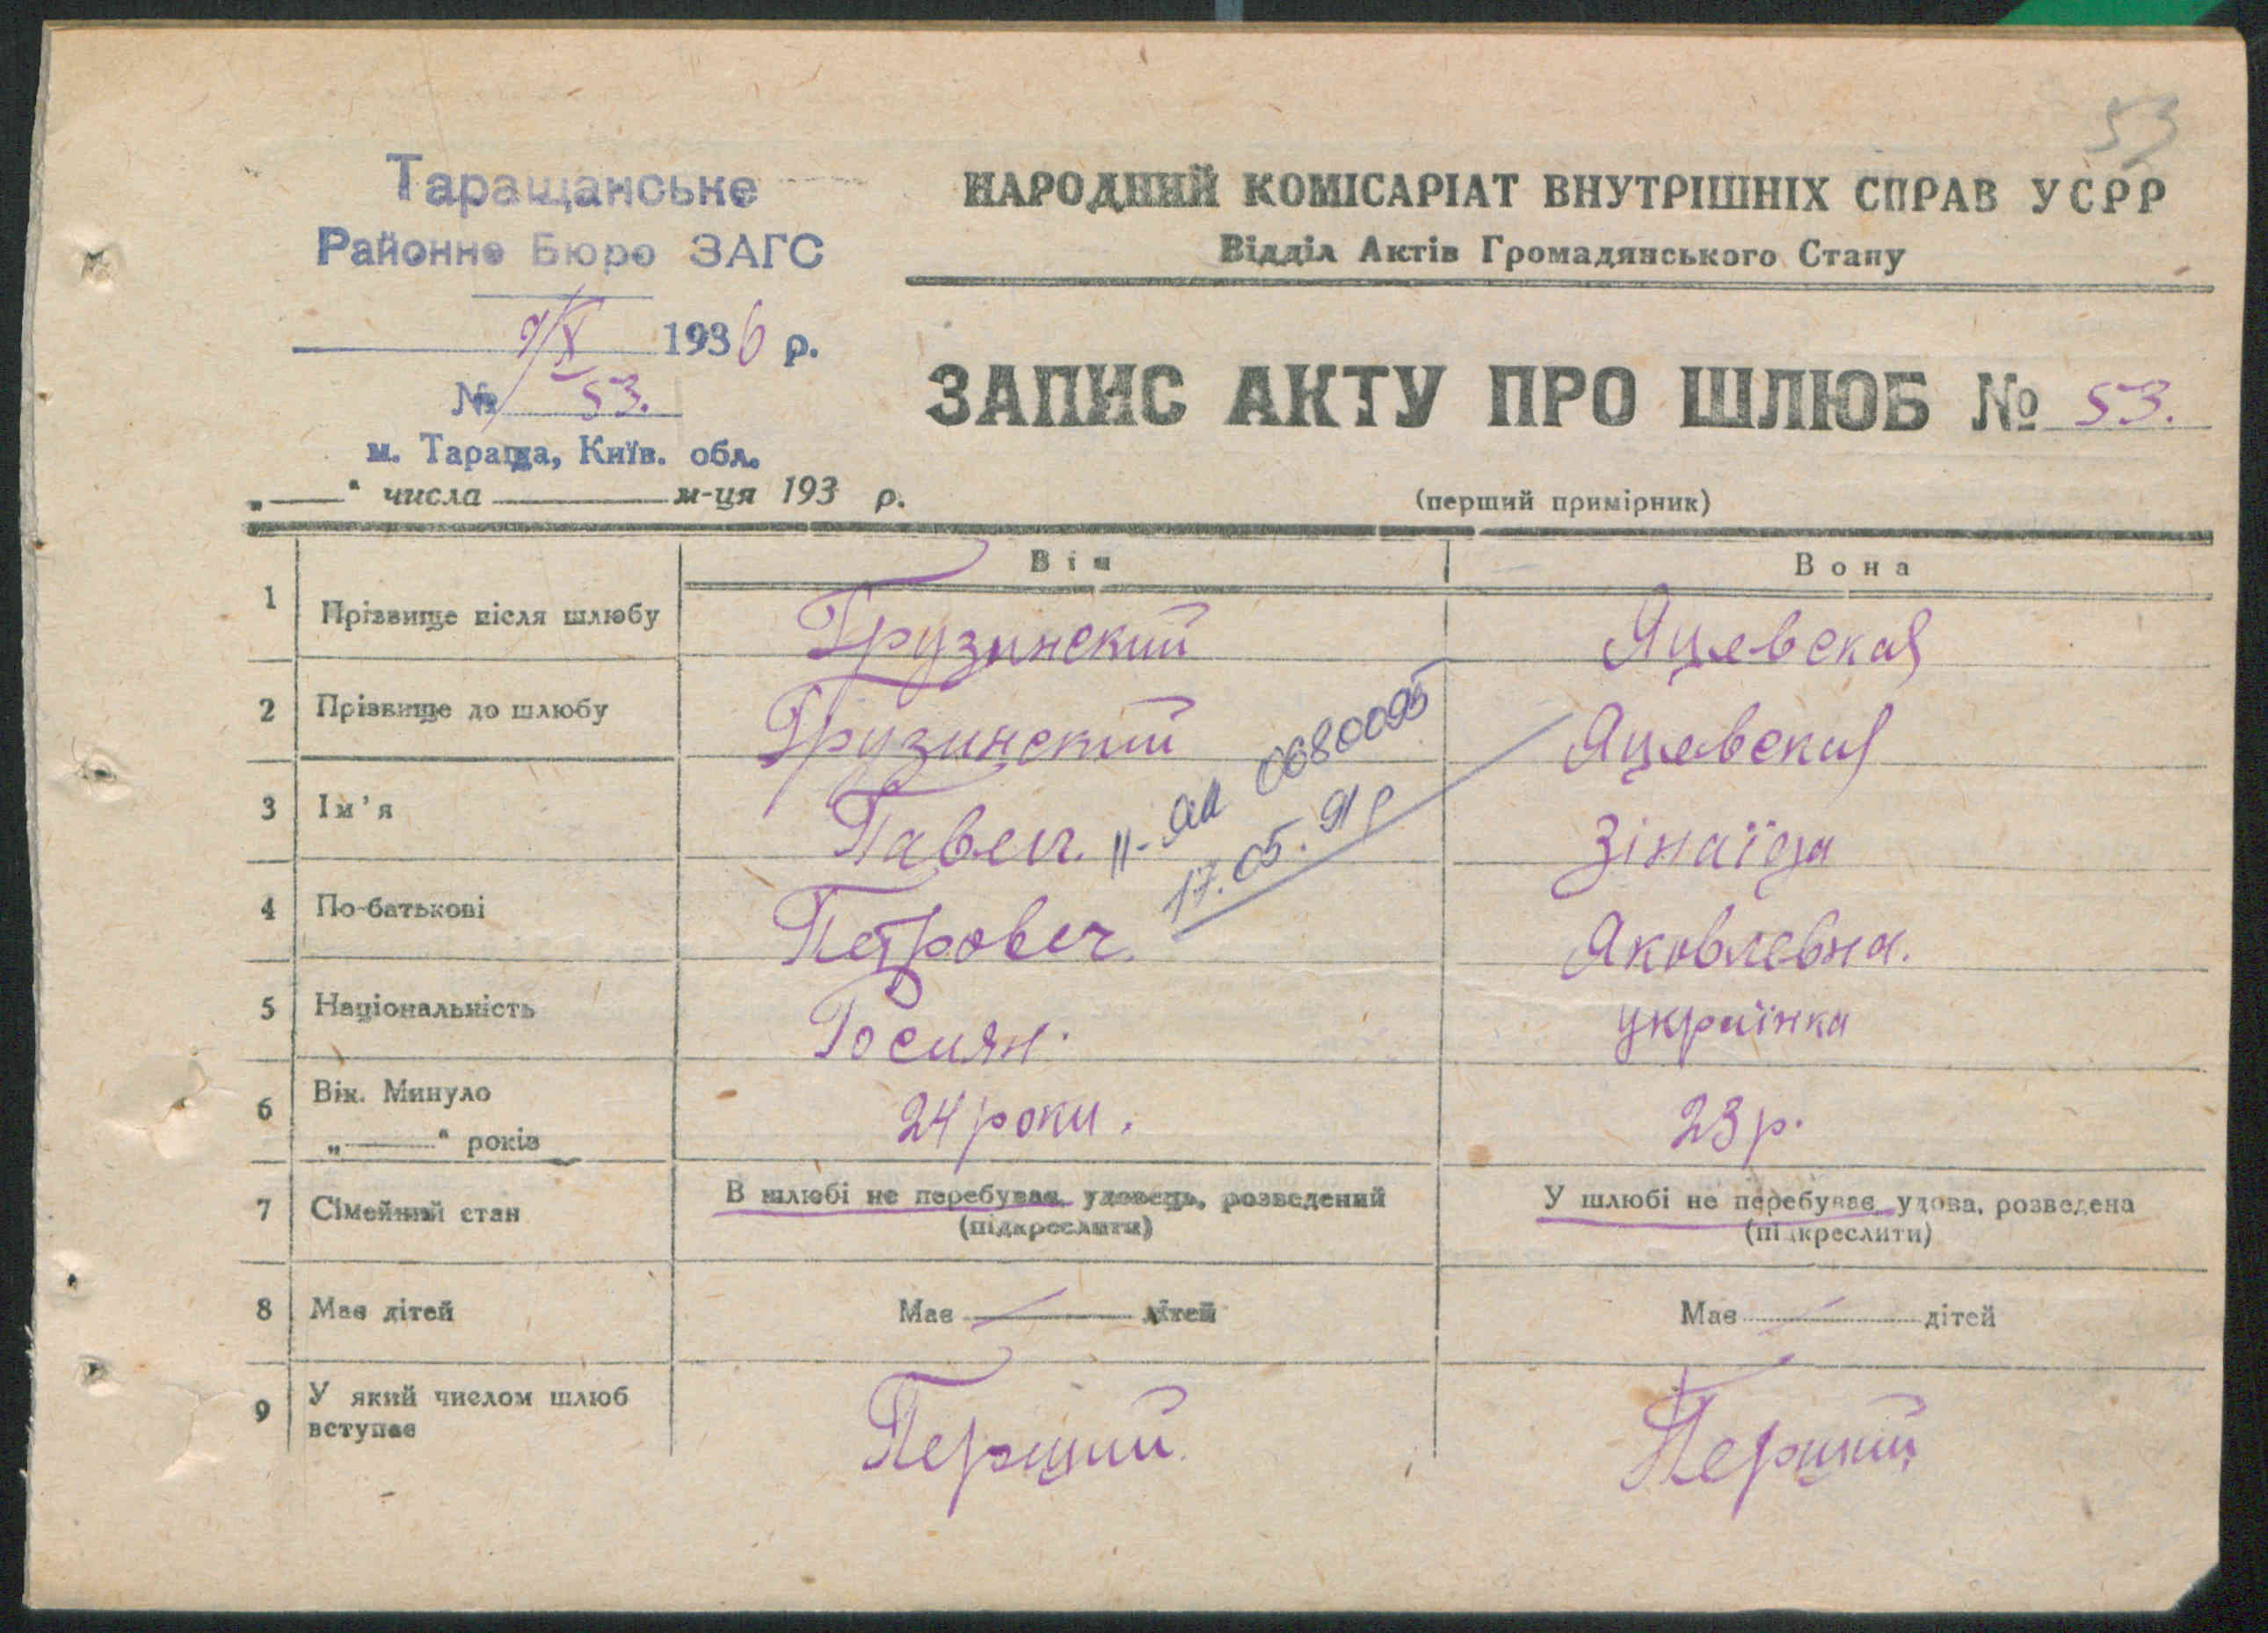 53
Таращанське
Районне Бюро ЗАГС
9/X 1936 р.
№ 53.
м. Тараща, Київ. обл.
„—“ числа — м-ця 193 р.
НАРОДНИЙ КОМІСАРІАТ ВНУТРІШНІХ СПРАВ УСРР
Відділ Актів Громадянського Стану
ЗАПИС АКТУ ПРО ШЛЮБ № 53.
(перший примірник)
Він Вона
1 Прізвище після шлюбу Грузинский Яцевская
2 Прізвище до шлюбу Грузинский Яцевская
3 Ім'я Павел Зінаїда
II-ЯИ 0680095
17.05.91р
4 По-батькові Петрович. Яковлевна.
5 Національність Росиян. українка
6 Вік. Минуло 24 роки. 23 р.
„—“ років
7 Сімейний стан В шлюбі не перебував, удовець, розведений У шлюбі не перебуває, удова, розведена
(підкреслити) (підкреслити)
8 Має дітей Має — дітей Має — дітей
9 У який числом шлюб Перший Перший
вступає